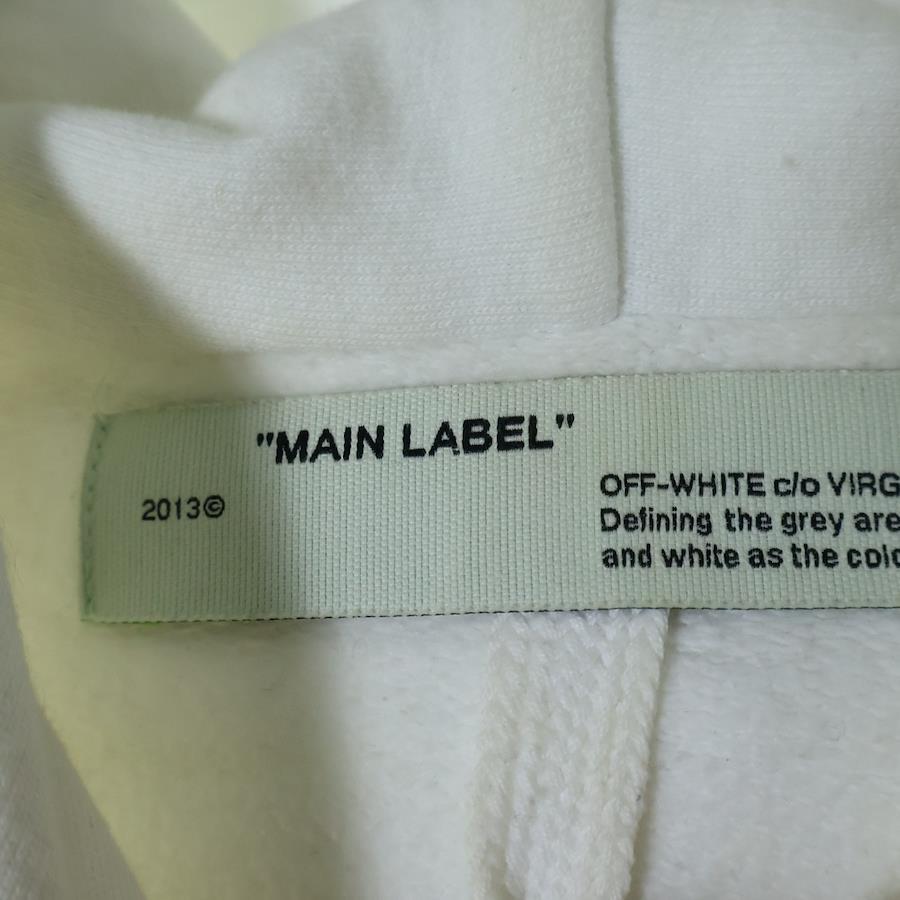 "MAIN LABEL"
2013©
OFF-WHITE c/o VIRG
Defining the grey are
and white as the colo